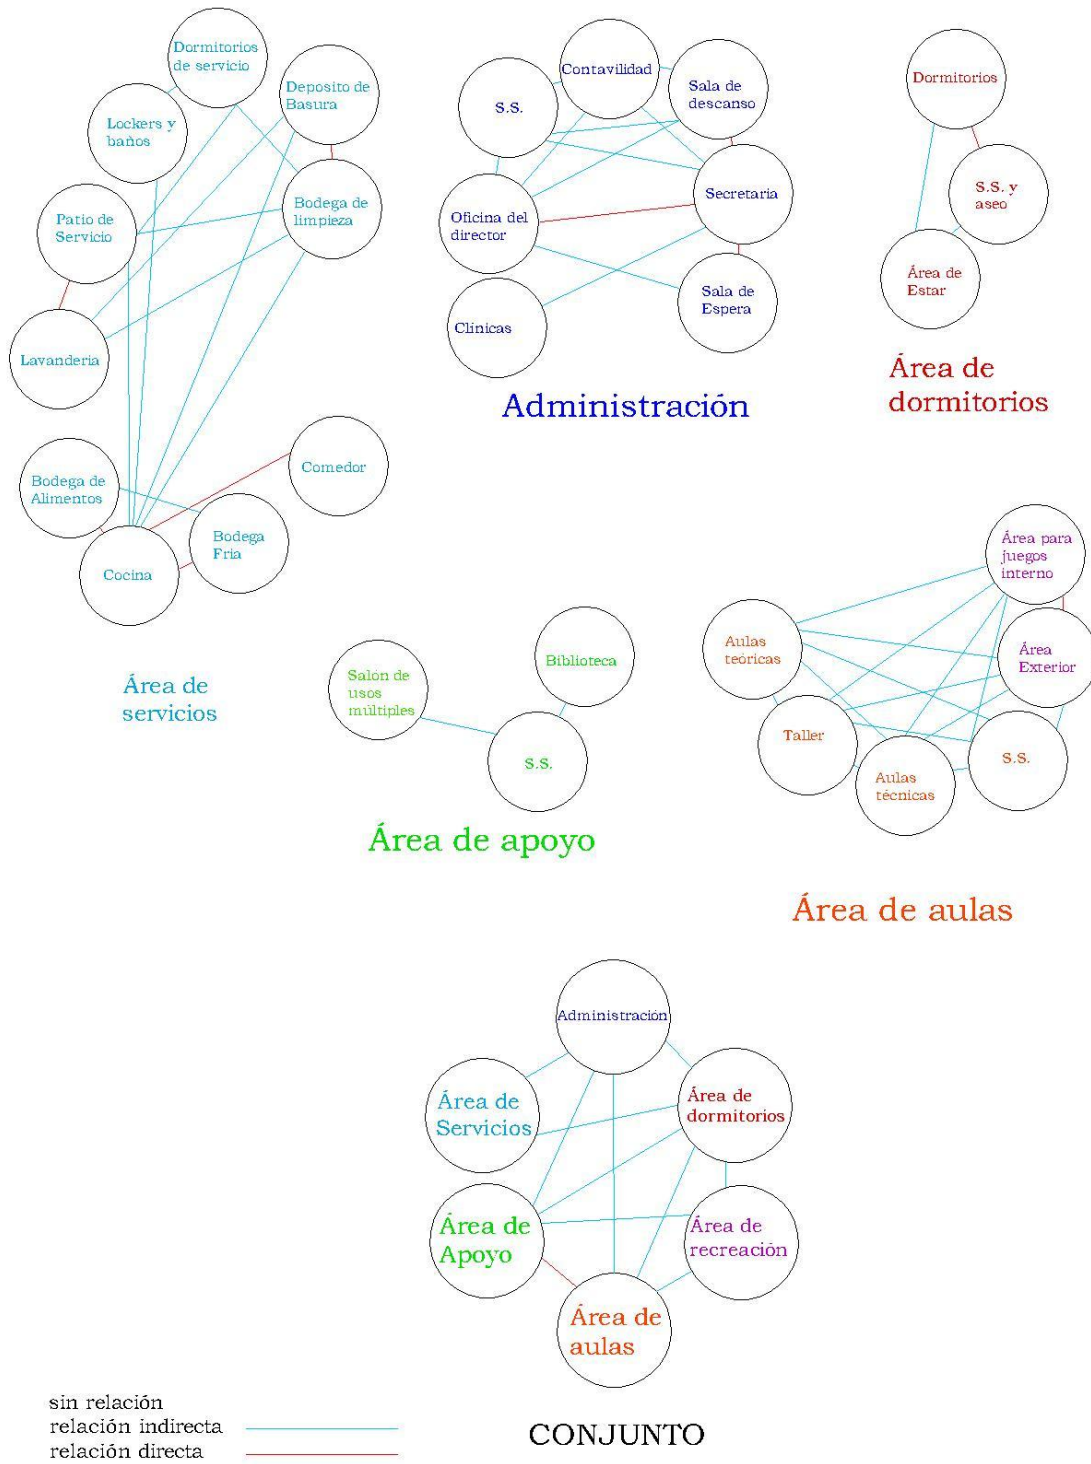 Dormitorios
de servicio
Deposito de
Basura
Lockers y
baños
Patio de
Servicio
Bodega de
limpieza
Lavanderia
Bodega de
Alimentos
Comedor
Bodega
Fria
Cocina
Área de
servicios
Contavilidad
S.S.
Sala de
descanso
Oficina del
director
Secretaria
Clínicas
Sala de
Espera
Administración
Dormitorios
S.S. y
aseo
Área de
Estar
Área de
dormitorios
Salón de
usos
múltiples
Biblioteca
S.S.
Área de apoyo
Área para
juegos
interno
Aulas
teóricas
Área
Exterior
Taller
S.S.
Aulas
técnicas
Área de aulas
Administración
Área de
Servicios
Área de
dormitorios
Área de
Apoyo
Área de
recreación
Área de
aulas
CONJUNTO
sin relación
relación indirecta
relación directa